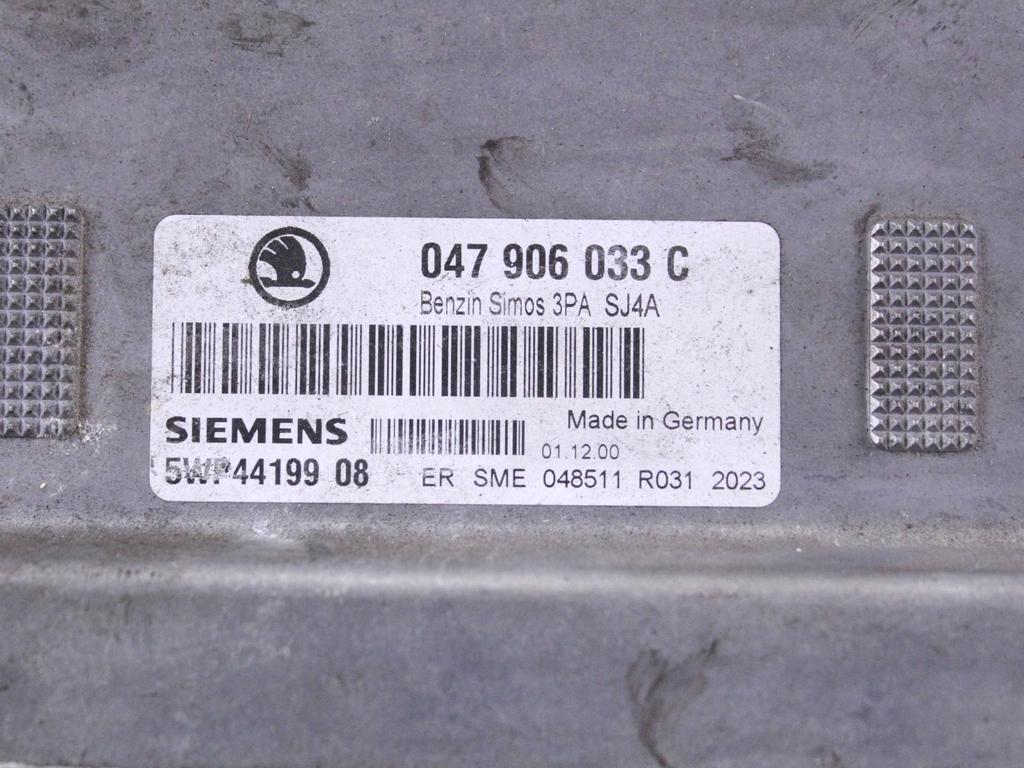 047 906 033 C
Benzin Simos 3PA SJ4A
Made in Germany
SIEMENS
01.12.00
5WP44199 08
ER SME 048511 R031 2023